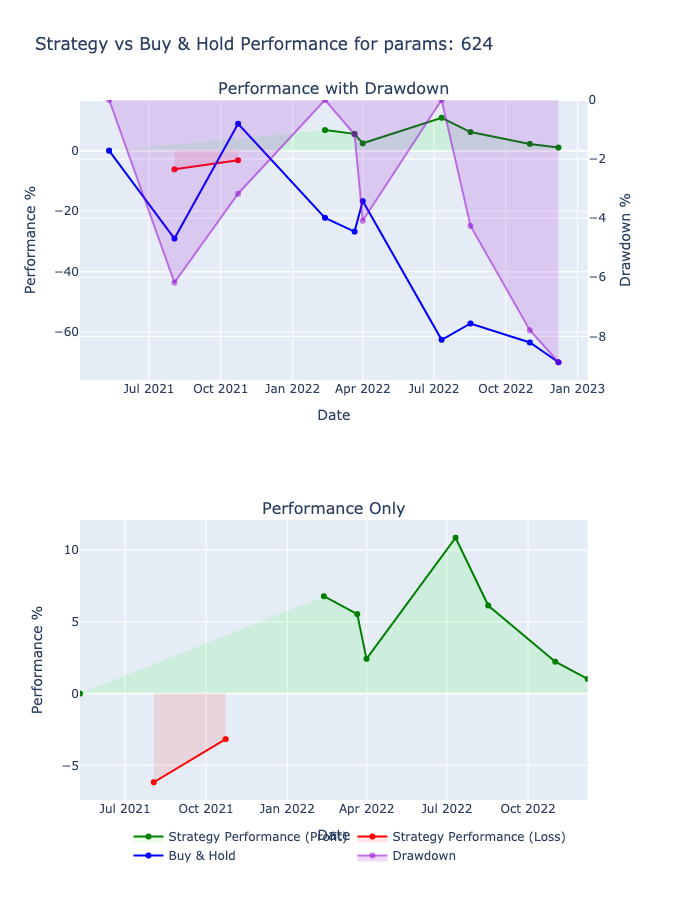 Strategy vs Buy & Hold Performance for params: 624
Performance with Drawdown
0
−20
−40
−60
Performance %
0
−2
−4
−6
−8
Drawdown %
Jul 2021
Oct 2021
Jan 2022
Apr 2022
Jul 2022
Oct 2022
Jan 2023
Date
Performance Only
10
5
0
−5
Performance %
Jul 2021
Oct 2021
Jan 2022
Apr 2022
Jul 2022
Oct 2022
Date
Strategy Performance (Profit)
Strategy Performance (Loss)
Buy & Hold
Drawdown